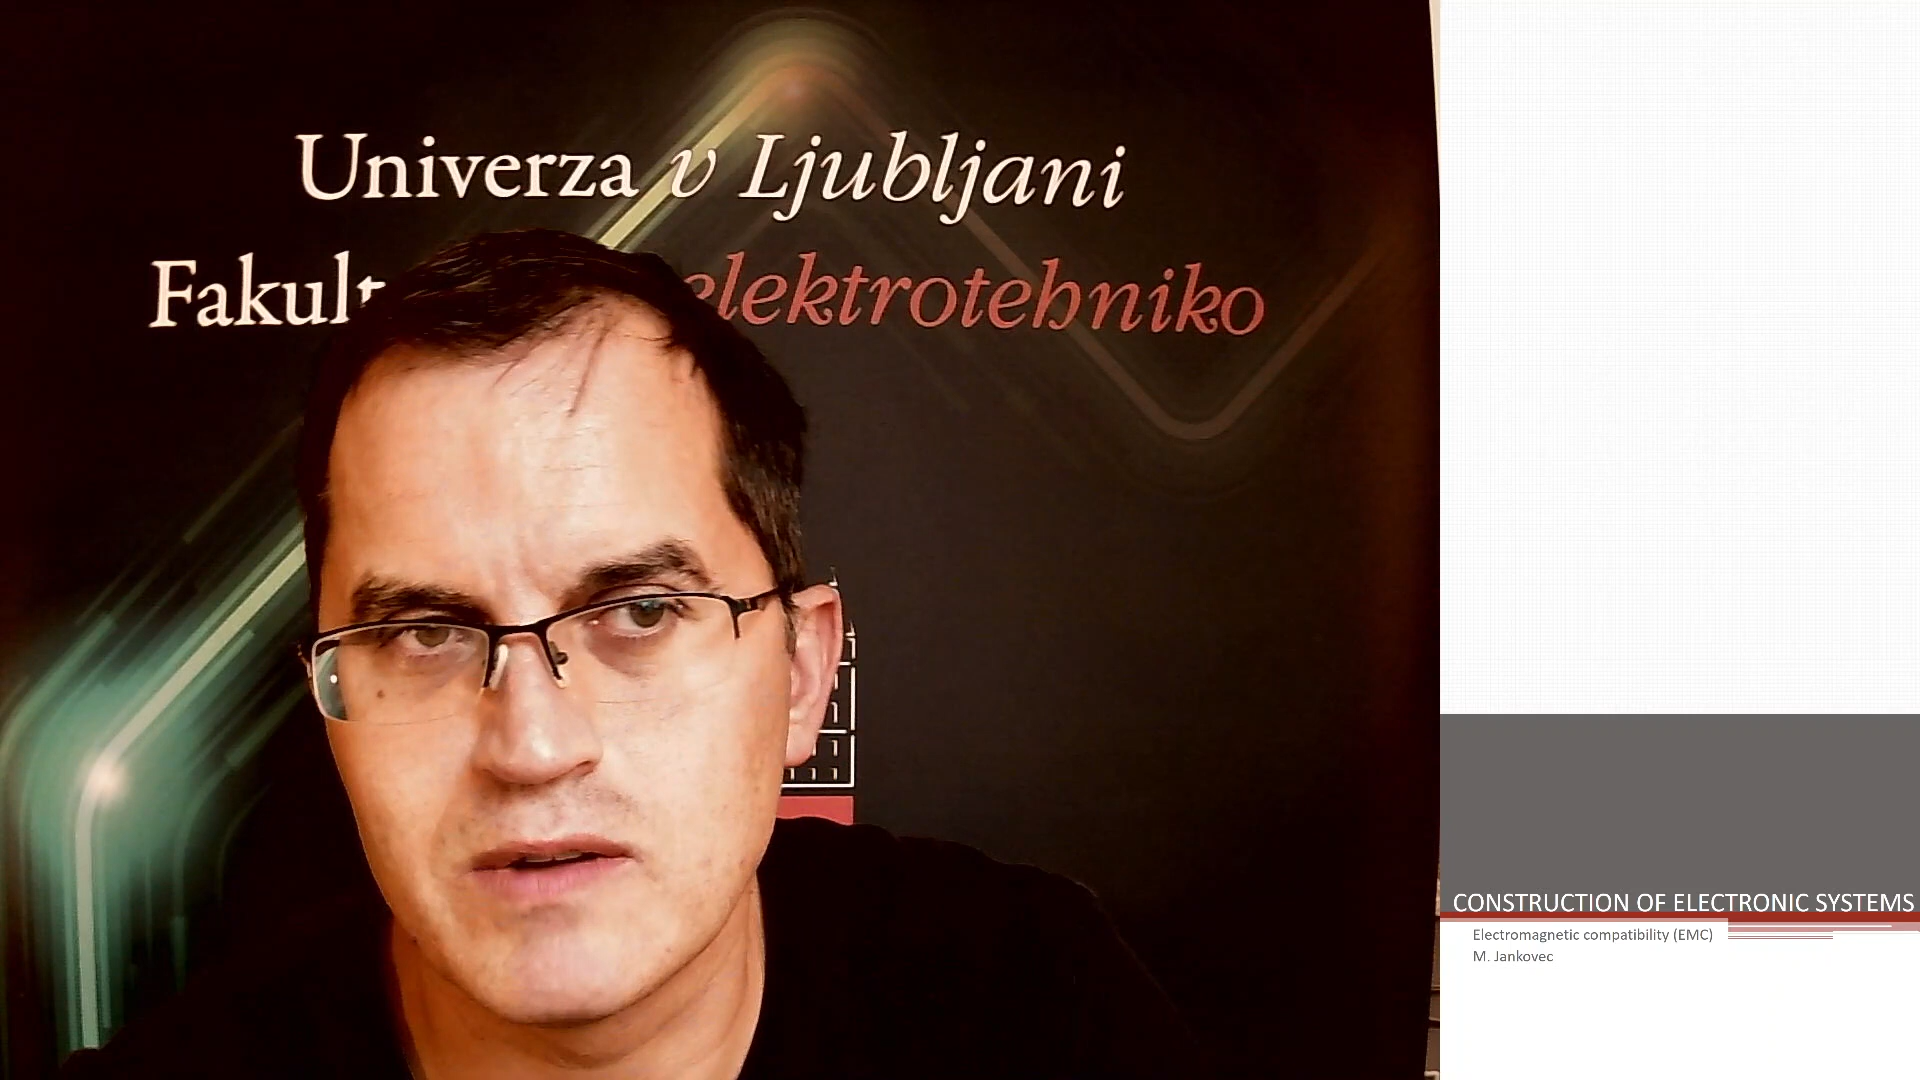 Univerza v Ljubljani
Fakult elektrotehniko
CONSTRUCTION OF ELECTRONIC SYSTEMS
Electromagnetic compatibility (EMC)
M. Jankovec